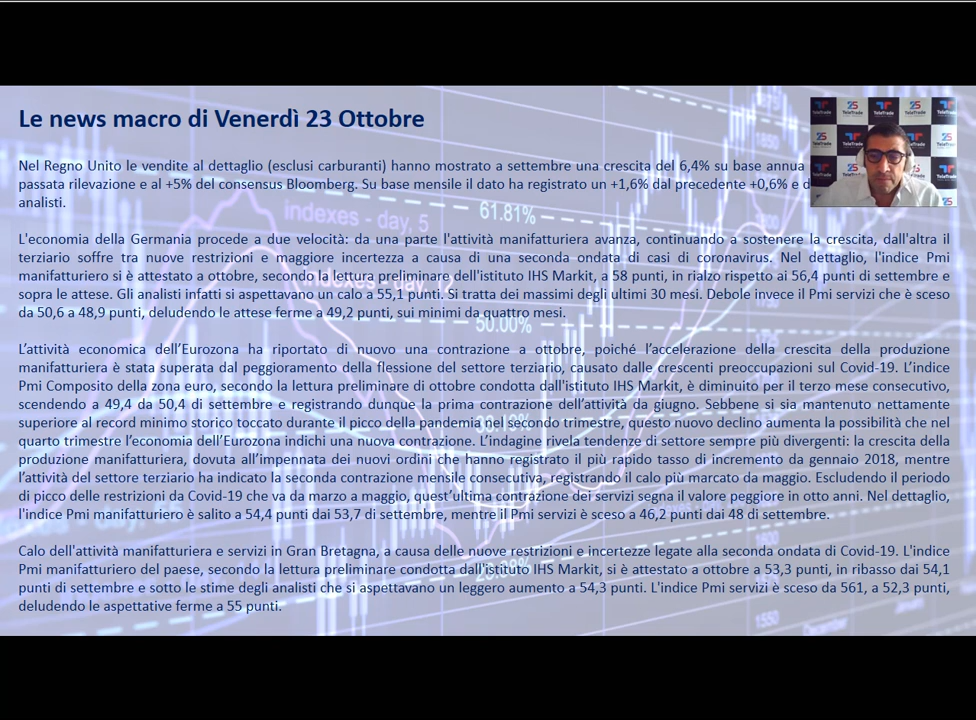 Le news macro di Venerdì 23 Ottobre
Nel Regno Unito le vendite al dettaglio (esclusi carburanti) hanno mostrato a settembre una crescita del 6,4% su base annua
passata rilevazione e al +5% del consensus Bloomberg. Su base mensile il dato ha registrato un +1,6% dal precedente +0,6% e d
analisti.
L'economia della Germania procede a due velocità: da una parte l'attività manifatturiera avanza, continuando a sostenere la crescita, dall'altra il
terziario soffre tra nuove restrizioni e maggiore incertezza a causa di una seconda ondata di casi di coronavirus. Nel dettaglio, l'indice Pmi
manifatturiero si è attestato a ottobre, secondo la lettura preliminare dell'istituto IHS Markit, a 58 punti, in rialzo rispetto ai 56,4 punti di settembre e
sopra le attese. Gli analisti infatti si aspettavano un calo a 55,1 punti. Si tratta dei massimi degli ultimi 30 mesi. Debole invece il Pmi servizi che è sceso
da 50,6 a 48,9 punti, deludendo le attese ferme a 49,2 punti, sui minimi da quattro mesi.
L’attività economica dell’Eurozona ha riportato di nuovo una contrazione a ottobre, poiché l’accelerazione della crescita della produzione
manifatturiera è stata superata dal peggioramento della flessione del settore terziario, causato dalle crescenti preoccupazioni sul Covid-19. L’indice
Pmi Composito della zona euro, secondo la lettura preliminare di ottobre condotta dall'istituto IHS Markit, è diminuito per il terzo mese consecutivo,
scendendo a 49,4 da 50,4 di settembre e registrando dunque la prima contrazione dell’attività da giugno. Sebbene si sia mantenuto nettamente
superiore al record minimo storico toccato durante il picco della pandemia nel secondo trimestre, questo nuovo declino aumenta la possibilità che nel
quarto trimestre l’economia dell’Eurozona indichi una nuova contrazione. L’indagine rivela tendenze di settore sempre più divergenti: la crescita della
produzione manifatturiera, dovuta all’impennata dei nuovi ordini che hanno registrato il più rapido tasso di incremento da gennaio 2018, mentre
l’attività del settore terziario ha indicato la seconda contrazione mensile consecutiva, registrando il calo più marcato da maggio. Escludendo il periodo
di picco delle restrizioni da Covid-19 che va da marzo a maggio, quest’ultima contrazione dei servizi segna il valore peggiore in otto anni. Nel dettaglio,
l'indice Pmi manifatturiero è salito a 54,4 punti dai 53,7 di settembre, mentre il Pmi servizi è sceso a 46,2 punti dai 48 di settembre.
Calo dell'attività manifatturiera e servizi in Gran Bretagna, a causa delle nuove restrizioni e incertezze legate alla seconda ondata di Covid-19. L'indice
Pmi manifatturiero del paese, secondo la lettura preliminare condotta dall'istituto IHS Markit, si è attestato a ottobre a 53,3 punti, in ribasso dai 54,1
punti di settembre e sotto le stime degli analisti che si aspettavano un leggero aumento a 54,3 punti. L'indice Pmi servizi è sceso da 561, a 52,3 punti,
deludendo le aspettative ferme a 55 punti.
indexes - day, 5
61.81%
50.00%
TeleTrade
25